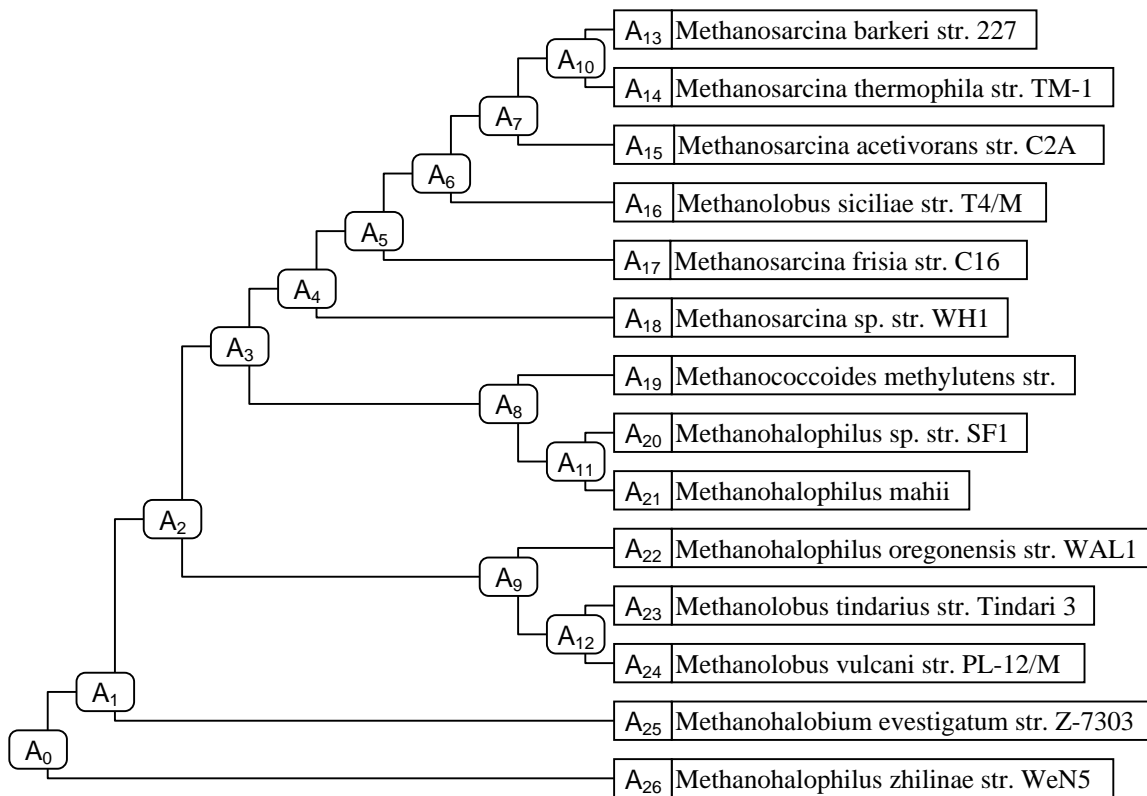 A13 Methanosarcina barkeri str. 227
A10
A14 Methanosarcina thermophila str. TM-1
A7
A15 Methanosarcina acetivorans str. C2A
A6
A16 Methanolobus siciliae str. T4/M
A5
A17 Methanosarcina frisia str. C16
A4
A18 Methanosarcina sp. str. WH1
A3
A19 Methanococcoides methylutens str.
A8
A20 Methanohalophilus sp. str. SF1
A11
A21 Methanohalophilus mahii
A2
A22 Methanohalophilus oregonensis str. WAL1
A9
A23 Methanolobus tindarius str. Tindari 3
A12
A24 Methanolobus vulcani str. PL-12/M
A1
A25 Methanohalobium evestigatum str. Z-7303
A0
A26 Methanohalophilus zhilinae str. WeN5